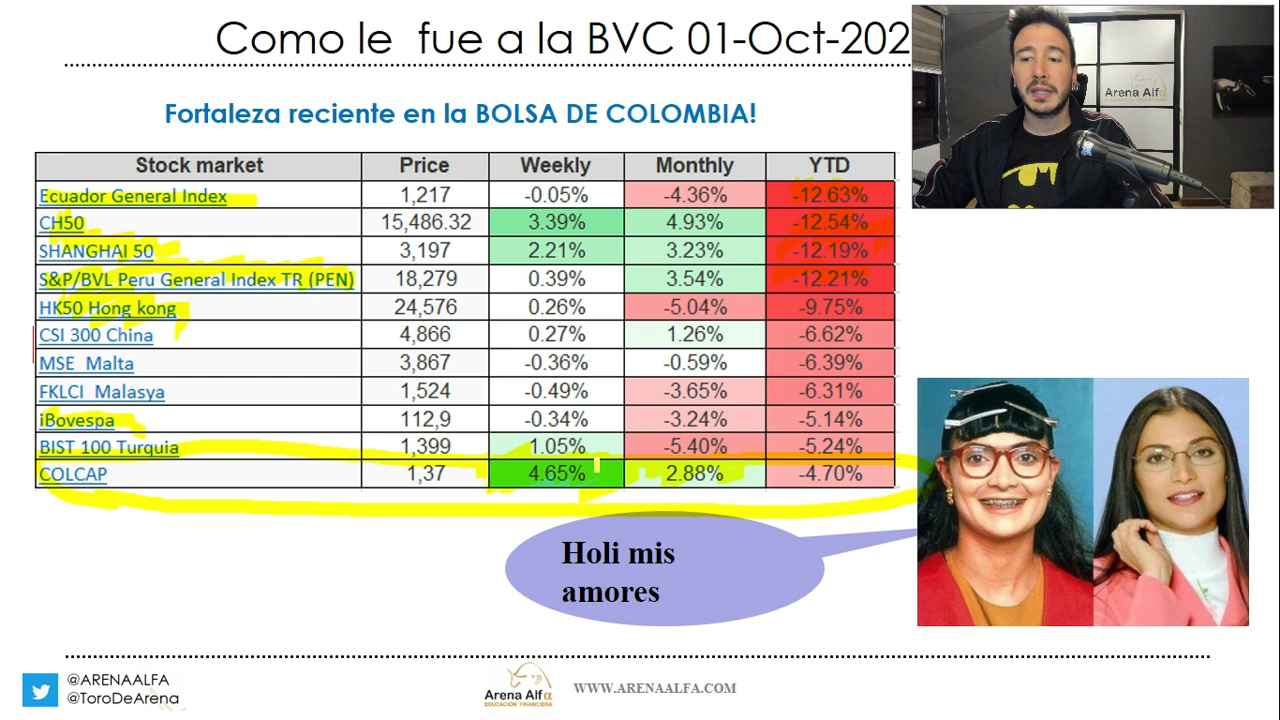 Como le fue a la BVC 01-Oct-202
Arena Alfα
Fortaleza reciente en la BOLSA DE COLOMBIA!
Stock market Price Weekly Monthly YTD
Ecuador General Index 1,217 -0.05% -4.36% -12.63%
CH50 15,486.32 3.39% 4.93% -12.54%
SHANGHAI 50 3,197 2.21% 3.23% -12.19%
S&P/BVL Peru General Index TR (PEN) 18,279 0.39% 3.54% -12.21%
HK50 Hong kong 24,576 0.26% -5.04% -9.75%
CSI 300 China 4,866 0.27% 1.26% -6.62%
MSE Malta 3,867 -0.36% -0.59% -6.39%
FKLCI Malasya 1,524 -0.49% -3.65% -6.31%
iBovespa 112,9 -0.34% -3.24% -5.14%
BIST 100 Turquia 1,399 1.05% -5.40% -5.24%
COLCAP 1,37 4.65% 2.88% -4.70%
Holi mis
amores
@ARENAALFA
@ToroDeArena
Arena Alfα
EDUCACIÓN FINANCIERA
WWW.ARENAALFA.COM